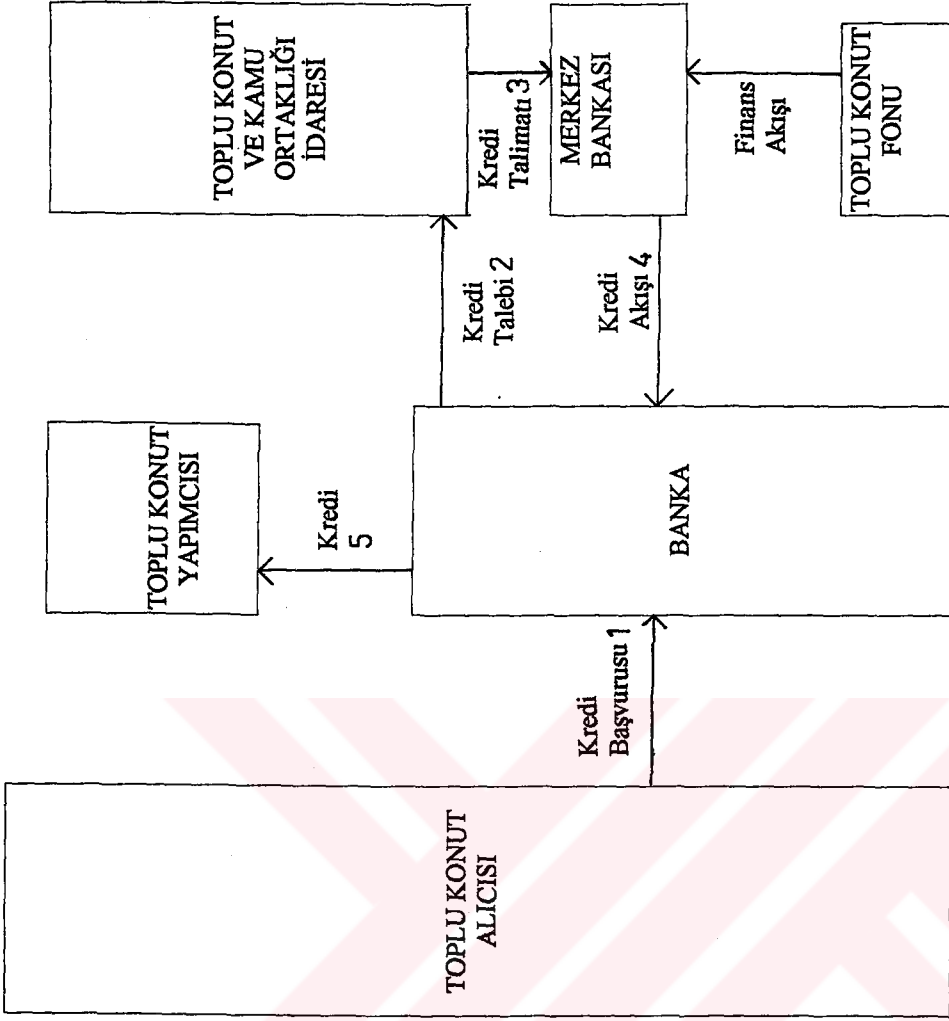 TOPLU KONUT
ALICISI
Kredi
Başvurusu 1
BANKA
Kredi
5
TOPLU KONUT
YAPIMCISI
Kredi
Talebi 2
TOPLU KONUT
VE KAMU
ORTAKLIĞI
İDARESİ
Kredi
Talimatı 3
MERKEZ
BANKASI
Kredi
Akışı 4
Finans
Akışı
TOPLU KONUT
FONU